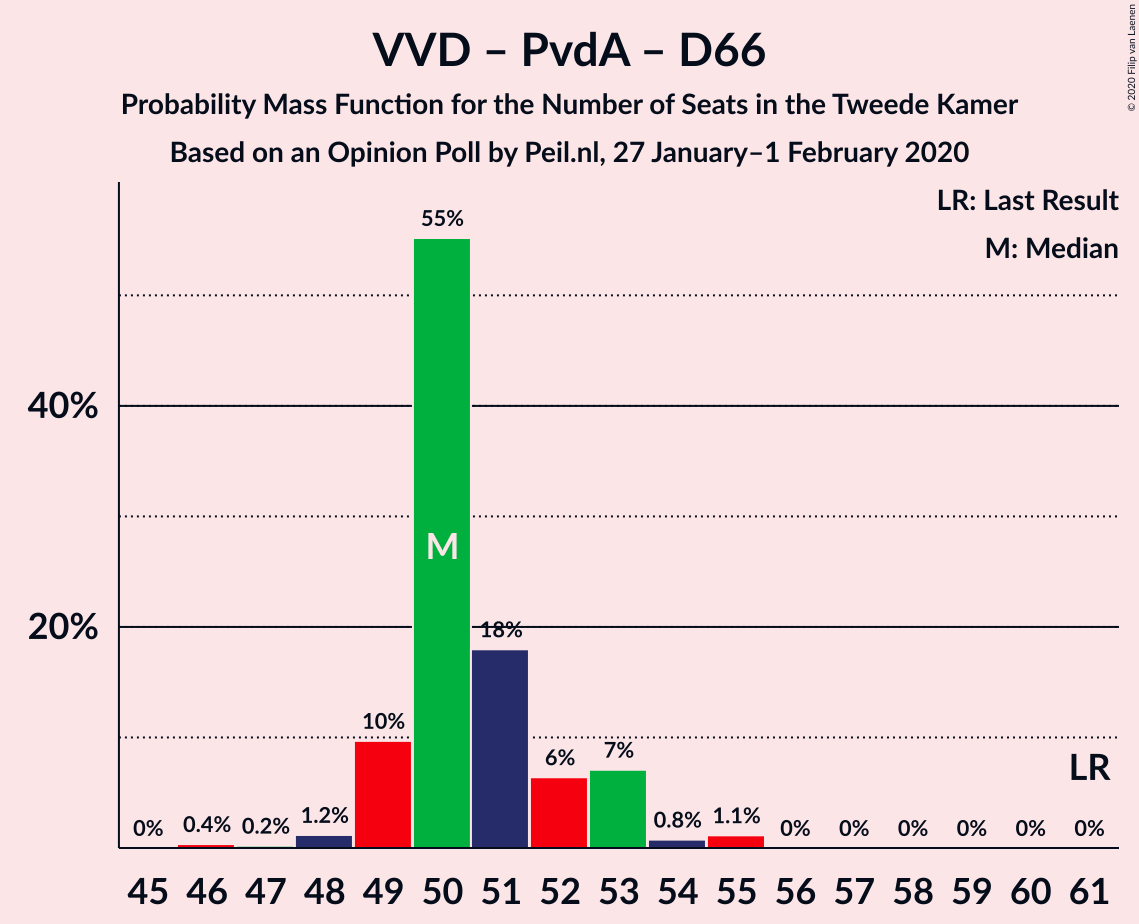 VVD – PvdA – D66
Probability Mass Function for the Number of Seats in the Tweede Kamer
Based on an Opinion Poll by Peil.nl, 27 January–1 February 2020
© 2020 Filip van Laenen
LR: Last Result
M: Median
55%
40%
M
20%
18%
10%
6%
7%
LR
0%
0.4%
0.2%
1.2%
0.8%
1.1%
0%
0%
0%
0%
0%
0%
45 46 47 48 49 50 51 52 53 54 55 56 57 58 59 60 61